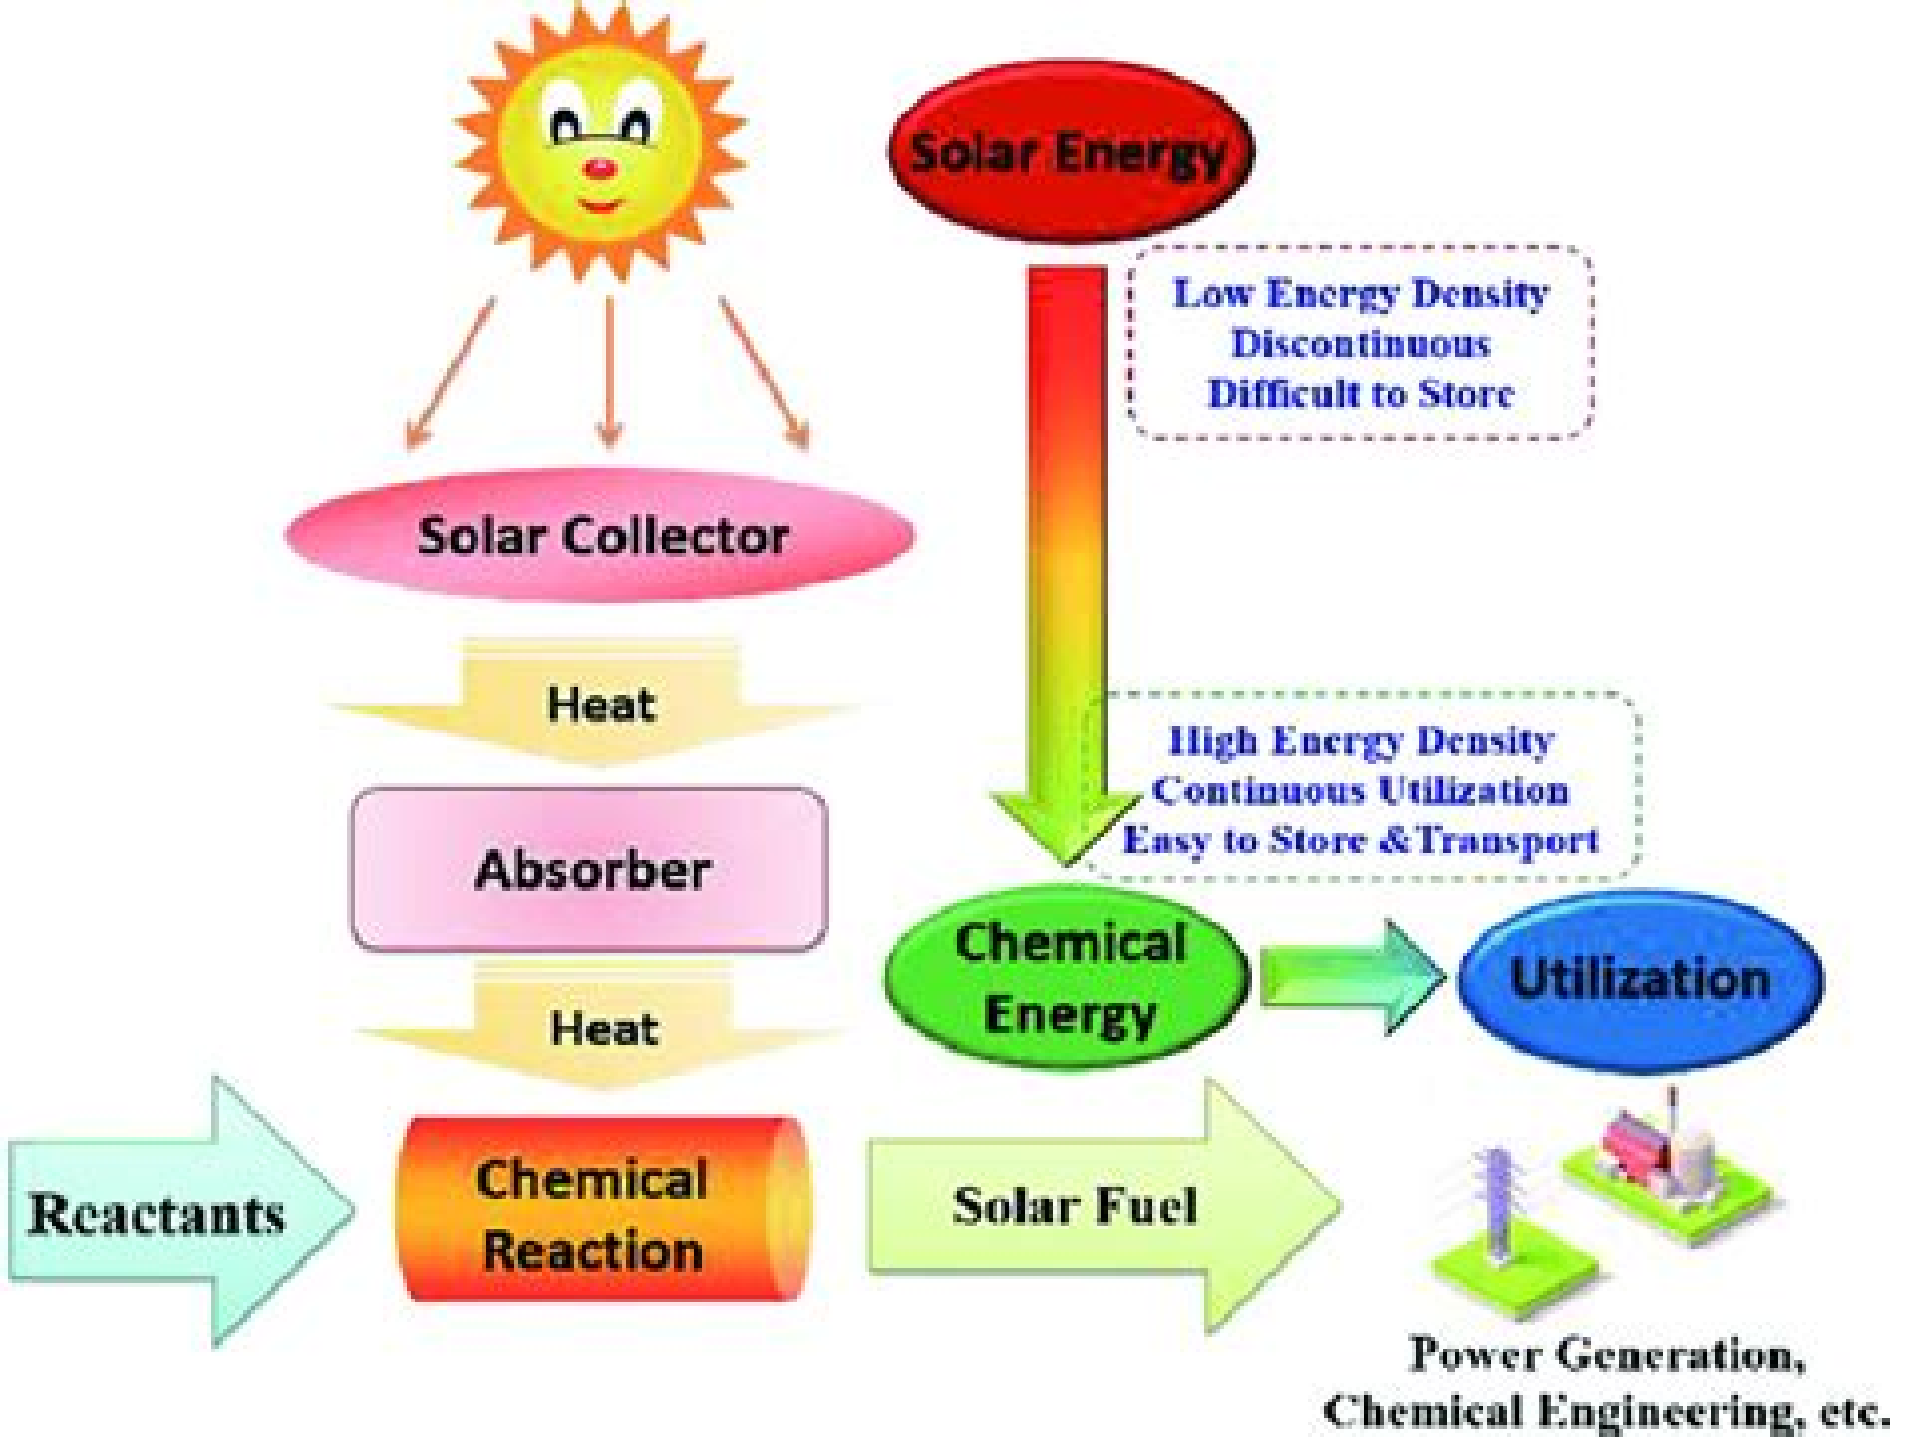 Solar Energy
Low Energy Density
Discontinuous
Difficult to Store
Solar Collector
Heat
High Energy Density
Continuous Utilization
Easy to Store & Transport
Absorber
Chemical
Energy
Utilization
Heat
Reactants
Chemical
Reaction
Solar Fuel
Power Generation,
Chemical Engineering, etc.